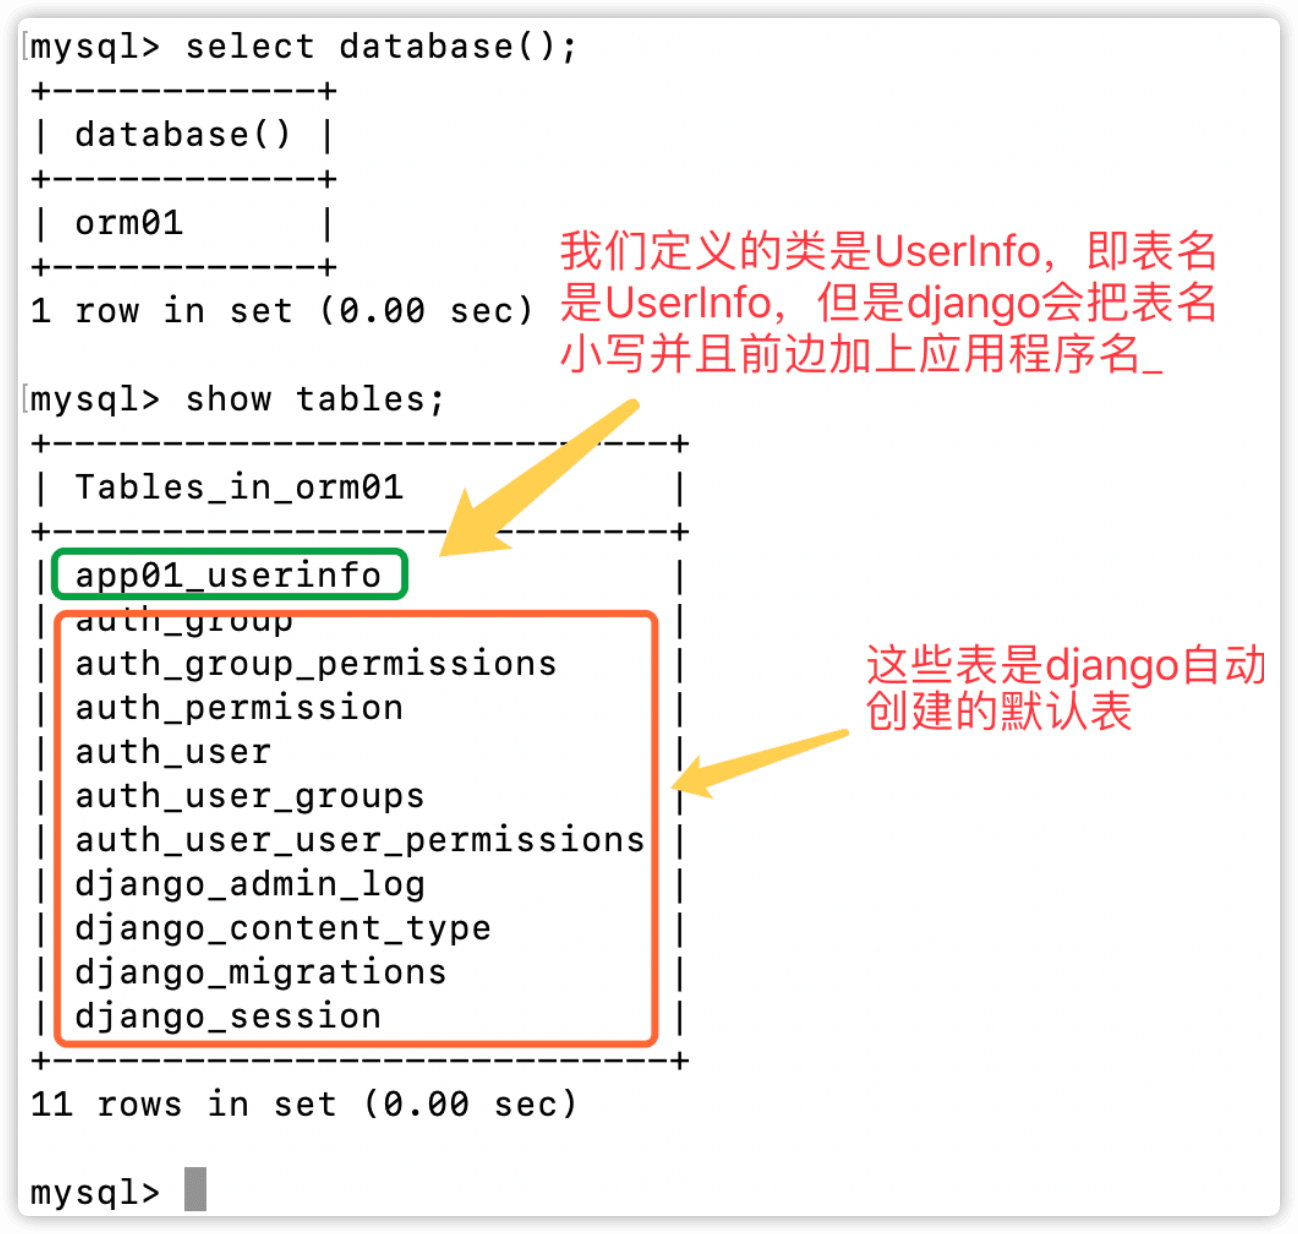 mysql> select database();
+------------+
| database() |
+------------+
| orm01      |
+------------+
1 row in set (0.00 sec)
我们定义的类是UserInfo，即表名
是UserInfo，但是django会把表名
小写并且前边加上应用程序名_
mysql> show tables;
+----------------------------+
| Tables_in_orm01            |
+----------------------------+
| app01_userinfo             |
| auth_group                 |
| auth_group_permissions     |
| auth_permission            |
| auth_user                  |
| auth_user_groups           |
| auth_user_user_permissions |
| django_admin_log           |
| django_content_type        |
| django_migrations          |
| django_session             |
+----------------------------+
这些表是django自动
创建的默认表
11 rows in set (0.00 sec)
mysql>